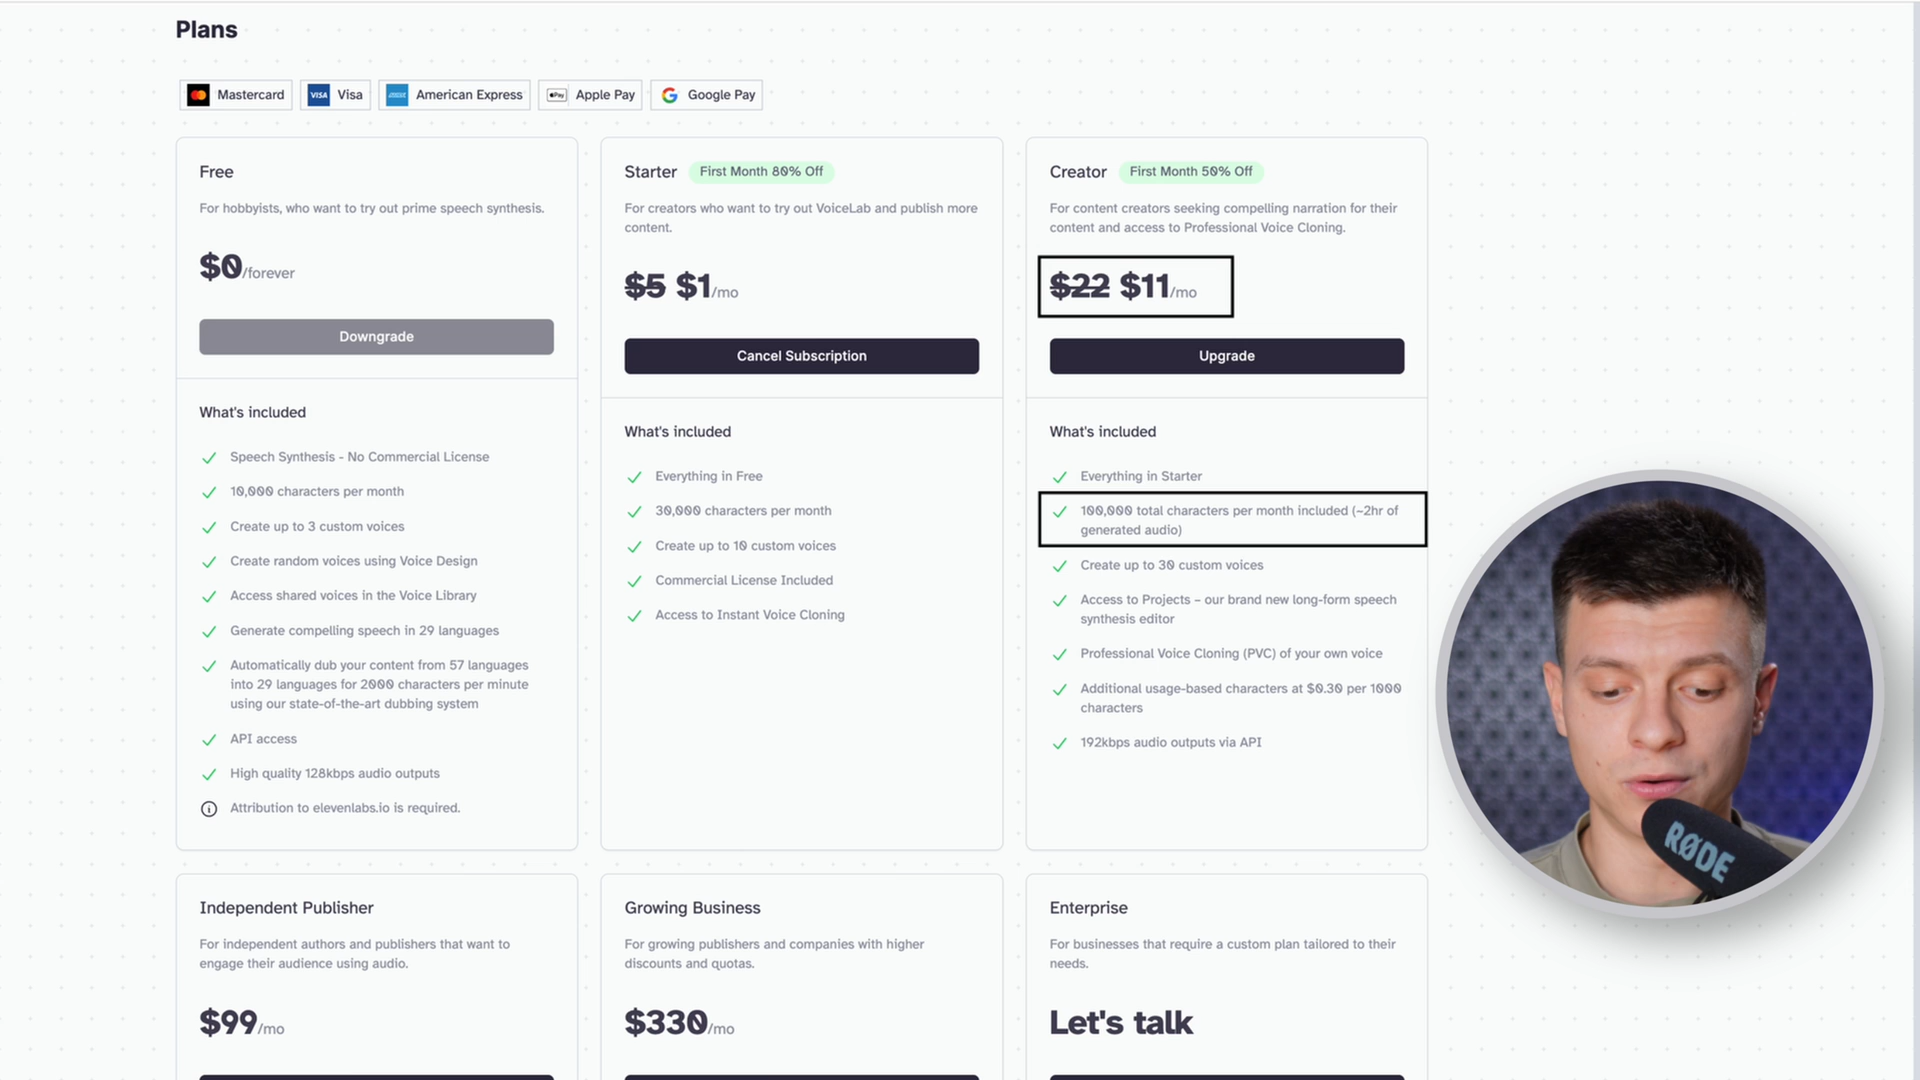 Plans
Mastercard
VISA Visa
American Express
Pay Apple Pay
Google Pay
Free
For hobbyists, who want to try out prime speech synthesis.
$0/forever
Downgrade
What's included
Speech Synthesis - No Commercial License
10,000 characters per month
Create up to 3 custom voices
Create random voices using Voice Design
Access shared voices in the Voice Library
Generate compelling speech in 29 languages
Automatically dub your content from 57 languages
into 29 languages for 2000 characters per minute
using our state-of-the-art dubbing system
API access
High quality 128kbps audio outputs
Attribution to elevenlabs.io is required.
Starter First Month 80% Off
For creators who want to try out VoiceLab and publish more
content.
$5 $1/mo
Cancel Subscription
What's included
Everything in Free
30,000 characters per month
Create up to 10 custom voices
Commercial License Included
Access to Instant Voice Cloning
Creator First Month 50% Off
For content creators seeking compelling narration for their
content and access to Professional Voice Cloning.
$22 $11/mo
Upgrade
What's included
Everything in Starter
100,000 total characters per month included (~2hr of
generated audio)
Create up to 30 custom voices
Access to Projects – our brand new long-form speech
synthesis editor
Professional Voice Cloning (PVC) of your own voice
Additional usage-based characters at $0.30 per 1000
characters
192kbps audio outputs via API
Independent Publisher
For independent authors and publishers that want to
engage their audience using audio.
$99/mo
Growing Business
For growing publishers and companies with higher
discounts and quotas.
$330/mo
Enterprise
For businesses that require a custom plan tailored to their
needs.
Let's talk
RØDE